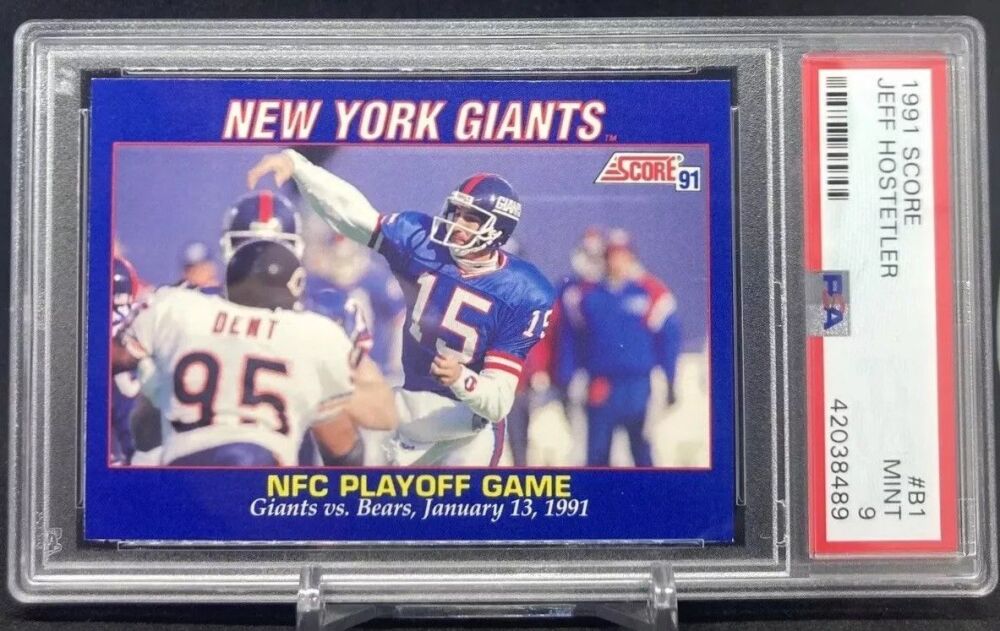 NEW YORK GIANTS™
SCORE® 91
GIANTS
15
15
DENT
95
C
NFC PLAYOFF GAME
Giants vs. Bears, January 13, 1991
1991 SCORE #B1
JEFF HOSTETLER MINT
9
PSA
42038489